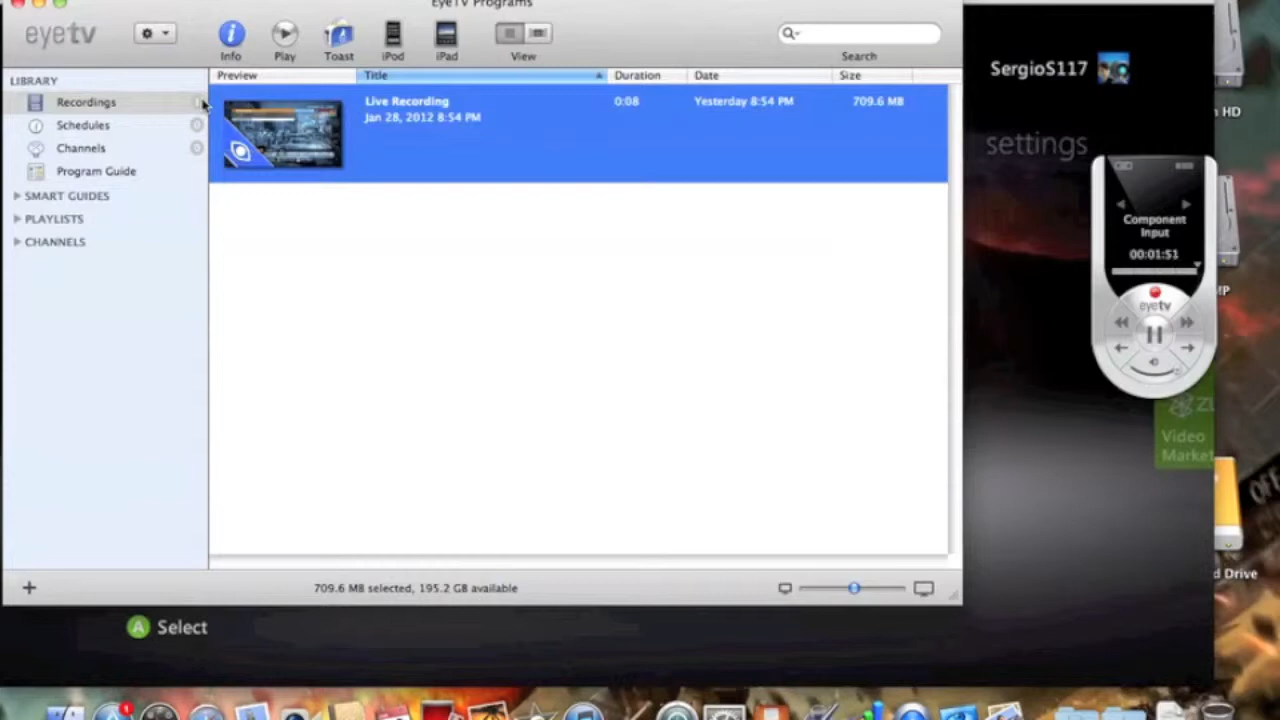 EyeTV Programs
eyetv
Info
Play
Toast
iPod
iPad
View
Search
LIBRARY
Recordings
Schedules
Channels
Program Guide
SMART GUIDES
PLAYLISTS
CHANNELS
Preview
Title
Duration
Date
Size
Live Recording
Jan 28, 2012 8:54 PM
0:08
Yesterday 8:54 PM
709.6 MB
709.6 MB selected, 195.2 GB available
SergioS117
settings
Component
Input
00:01:51
eyetv
ZU
Video
Market
HD
d Drive
A Select
1